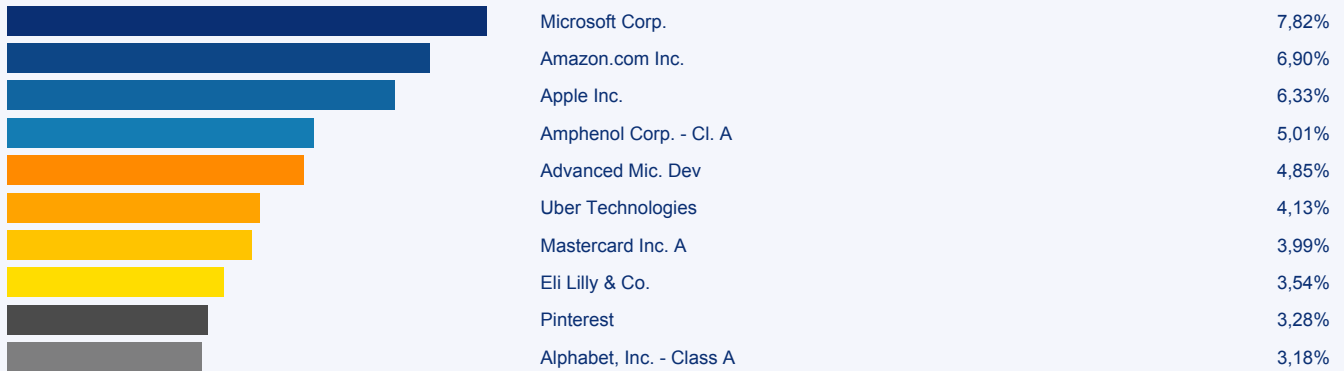 Microsoft Corp. 7,82%
Amazon.com Inc. 6,90%
Apple Inc. 6,33%
Amphenol Corp. - Cl. A 5,01%
Advanced Mic. Dev 4,85%
Uber Technologies 4,13%
Mastercard Inc. A 3,99%
Eli Lilly & Co. 3,54%
Pinterest 3,28%
Alphabet, Inc. - Class A 3,18%